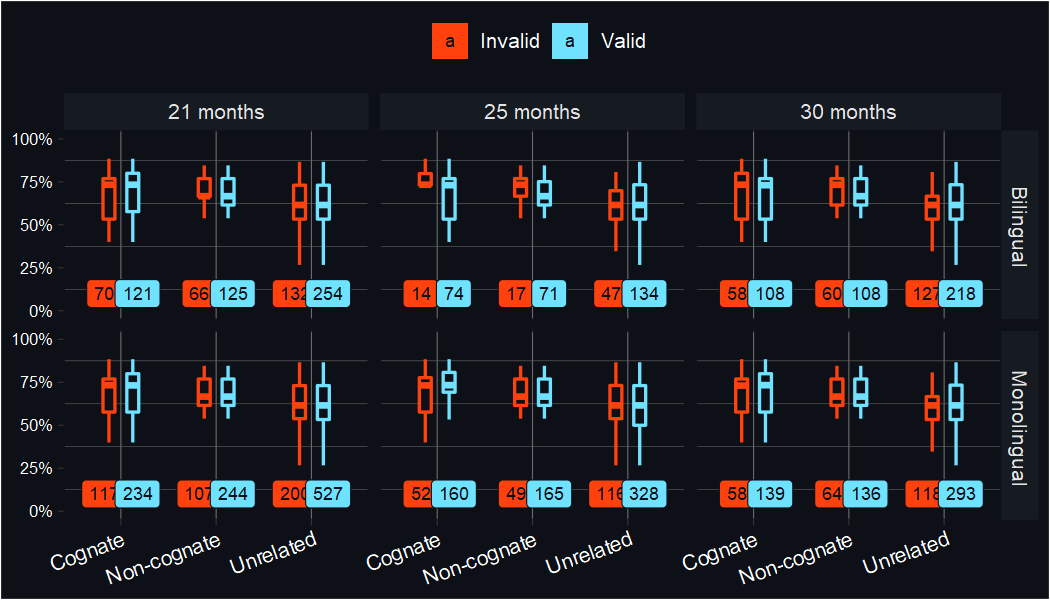 a Invalid a Valid
21 months 25 months 30 months
100%
75%
50%
25%
0%
Bilingual
70 121 66 125 132 254 14 74 17 71 47 134 58 108 60 108 127 218
100%
75%
50%
25%
0%
Monolingual
117 234 107 244 200 527 52 160 49 165 116 328 58 139 64 136 118 293
Cognate Non-cognate Unrelated Cognate Non-cognate Unrelated Cognate Non-cognate Unrelated